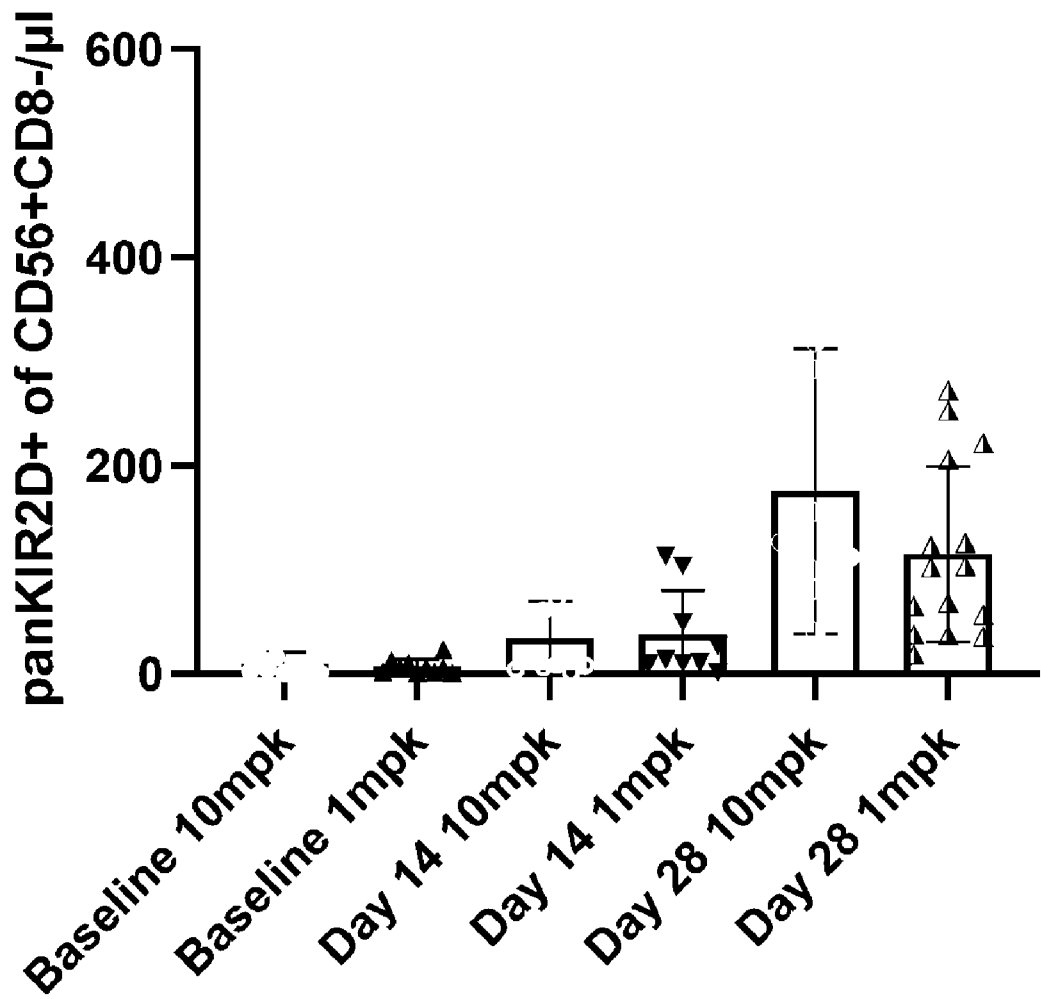 panKIR2D+ of CD56+CD8-/µl
600
400
200
0
Baseline 10mpk
Baseline 1mpk
Day 14 10mpk
Day 14 1mpk
Day 28 10mpk
Day 28 1mpk